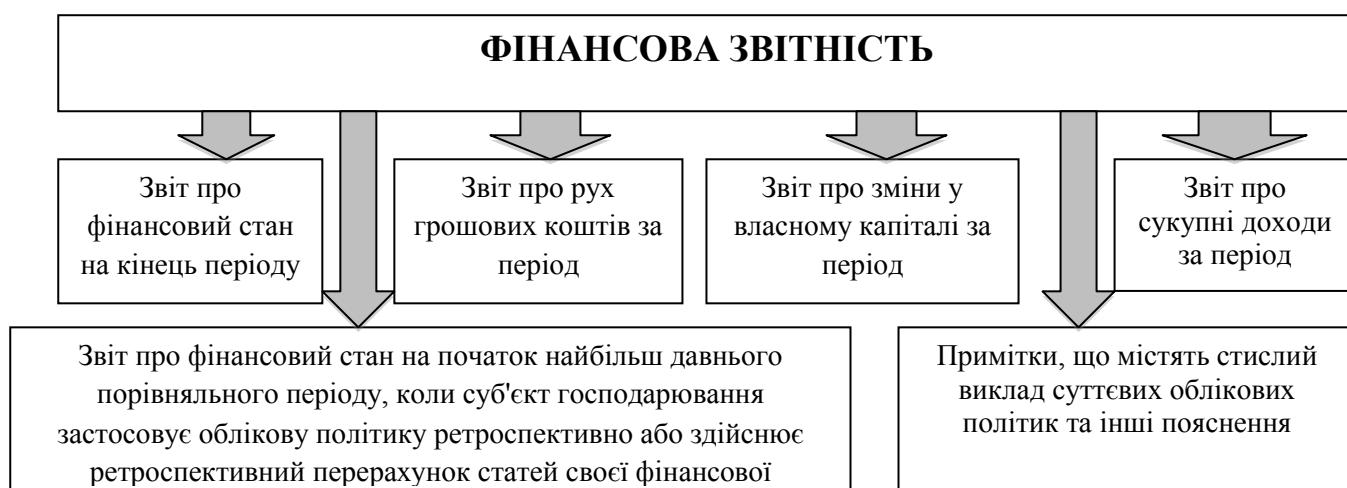 ФІНАНСОВА ЗВІТНІСТЬ
Звіт про
фінансовий стан
на кінець періоду
Звіт про рух
грошових коштів за
період
Звіт про зміни у
власному капіталі за
період
Звіт про
сукупні доходи
за період
Звіт про фінансовий стан на початок найбільш давнього
порівняльного періоду, коли суб'єкт господарювання
застосовує облікову політику ретроспективно або здійснює
ретроспективний перерахунок статей своєї фінансової
Примітки, що містять стислий
виклад суттєвих облікових
політик та інші пояснення